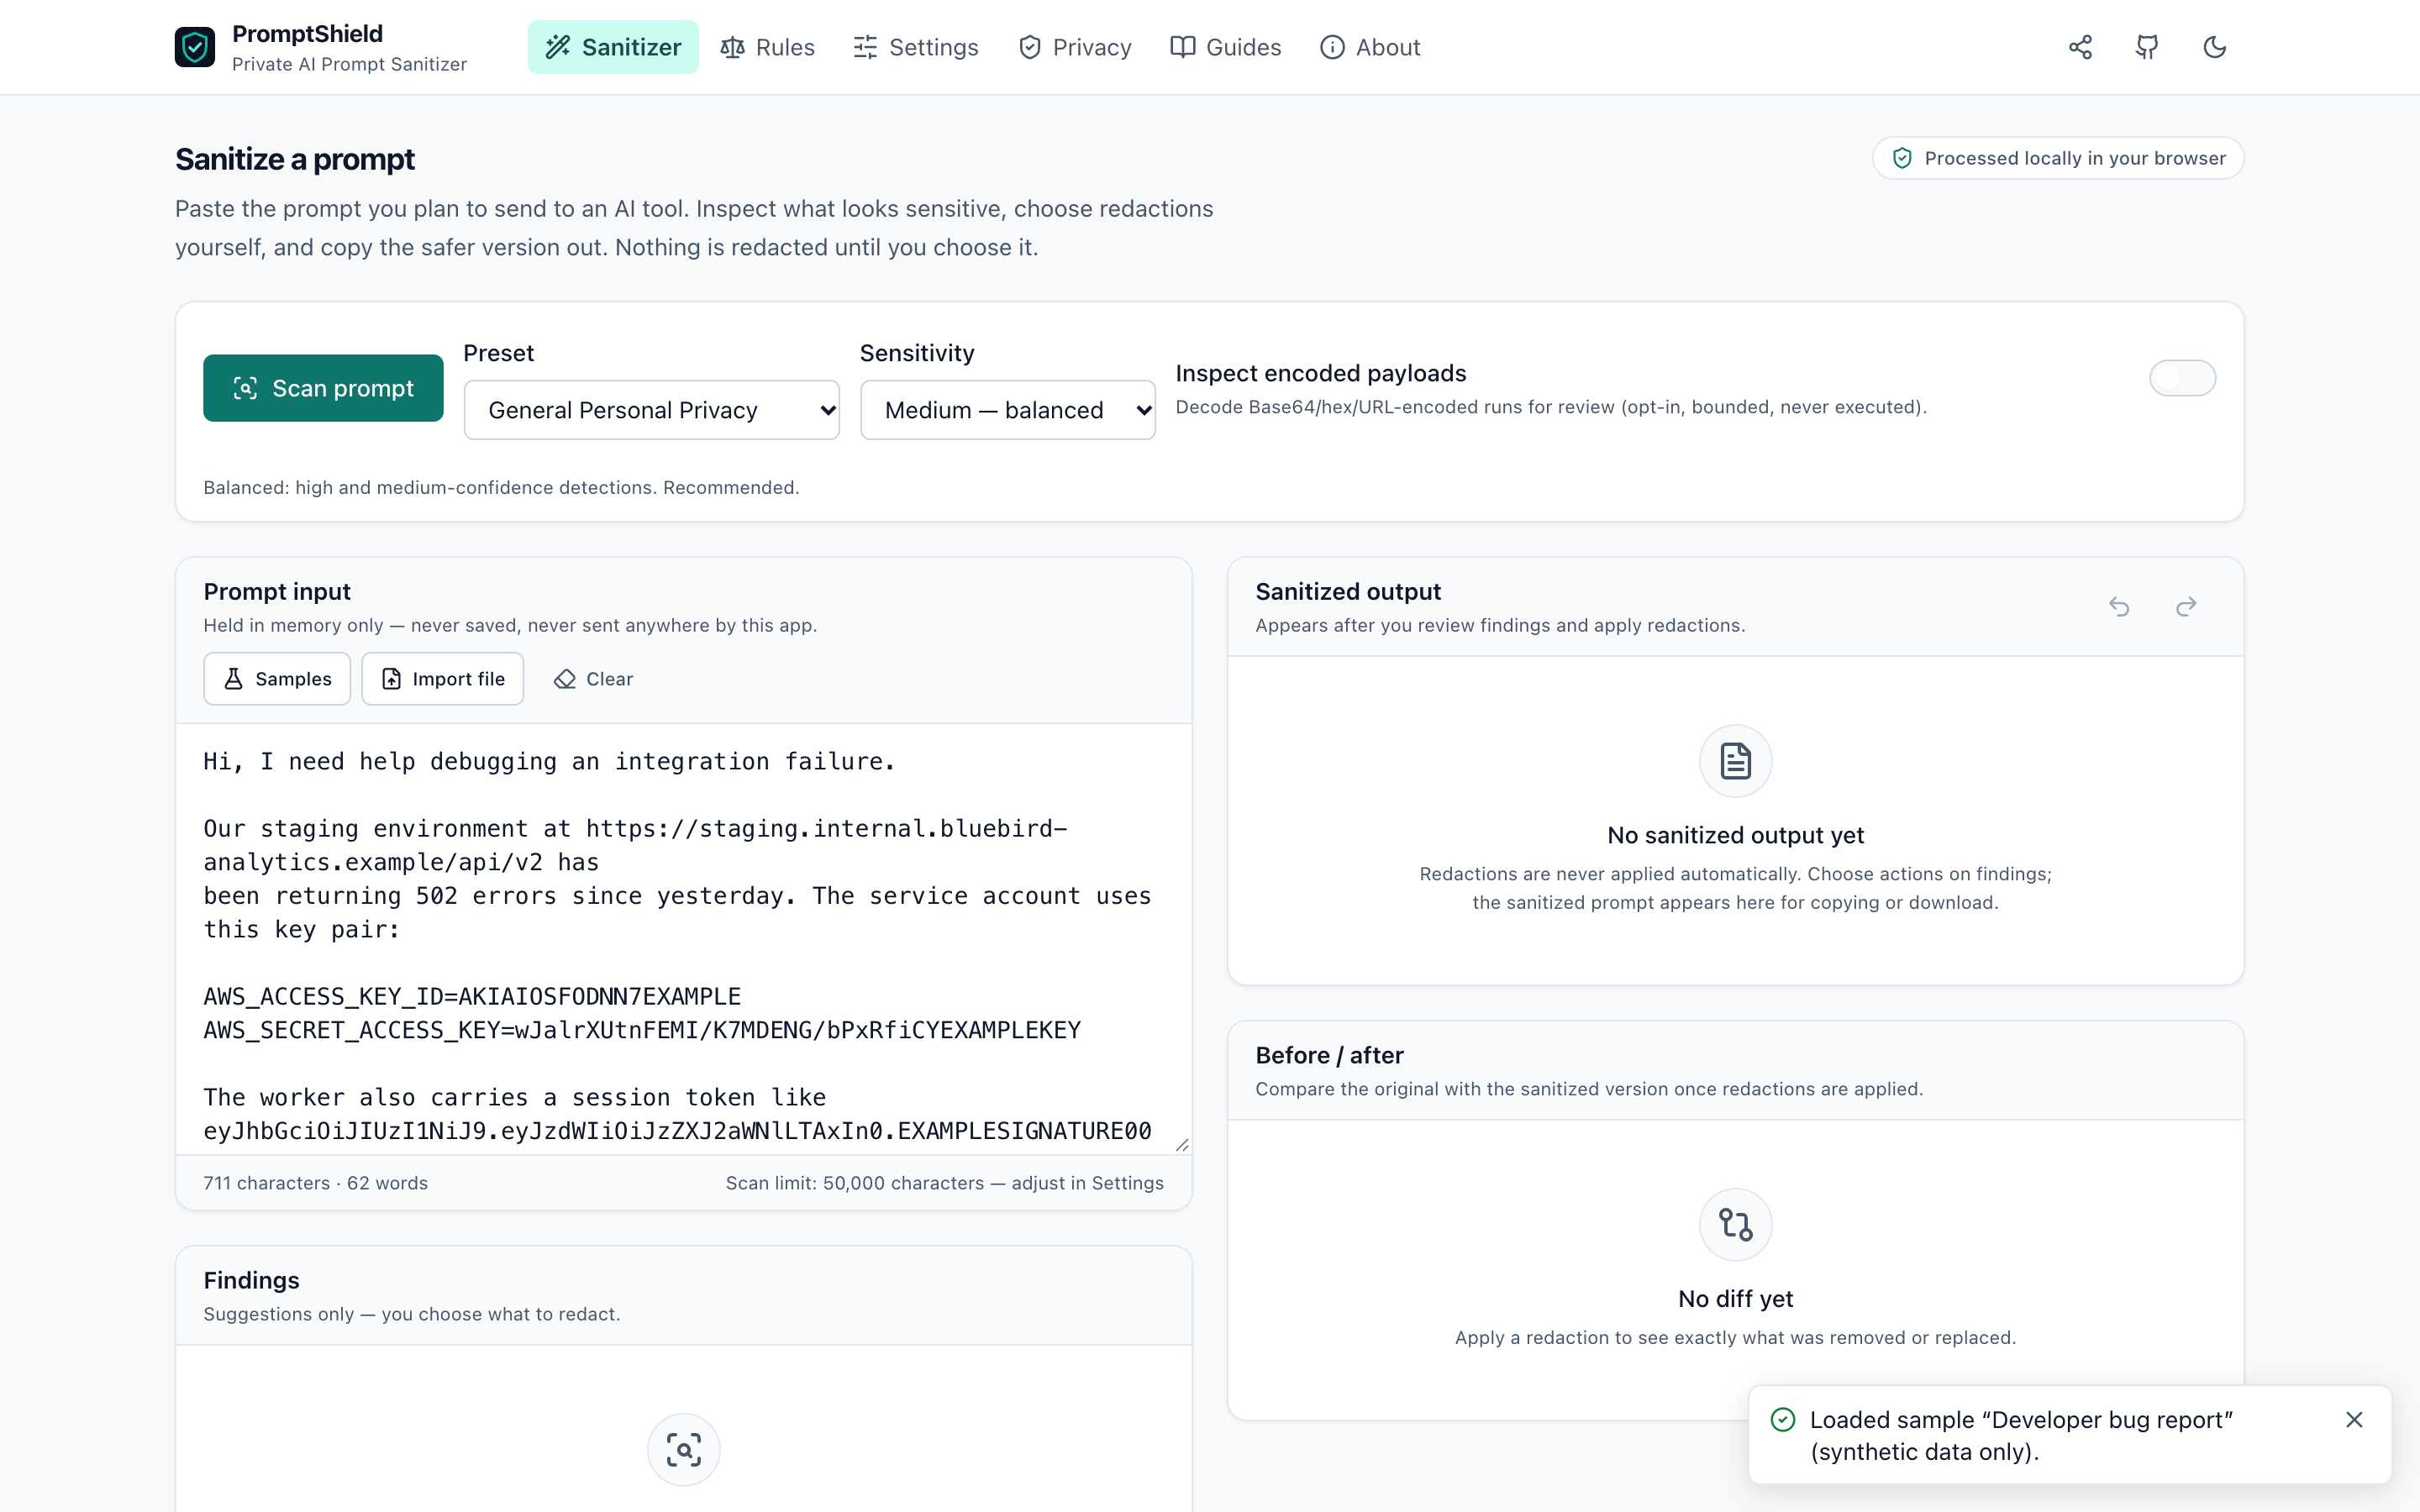 PromptShield
Private AI Prompt Sanitizer
Sanitizer
Rules
Settings
Privacy
Guides
About
Sanitize a prompt
Processed locally in your browser
Paste the prompt you plan to send to an AI tool. Inspect what looks sensitive, choose redactions
yourself, and copy the safer version out. Nothing is redacted until you choose it.
Scan prompt
Preset
General Personal Privacy
Sensitivity
Medium — balanced
Inspect encoded payloads
Decode Base64/hex/URL-encoded runs for review (opt-in, bounded, never executed).
Balanced: high and medium-confidence detections. Recommended.
Prompt input
Held in memory only — never saved, never sent anywhere by this app.
Samples
Import file
Clear
Hi, I need help debugging an integration failure.
Our staging environment at https://staging.internal.bluebird-
analytics.example/api/v2 has
been returning 502 errors since yesterday. The service account uses
this key pair:
AWS_ACCESS_KEY_ID=AKIAIOSFODNN7EXAMPLE
AWS_SECRET_ACCESS_KEY=wJalrXUtnFEMI/K7MDENG/bPxRfiCYEXAMPLEKEY
The worker also carries a session token like
eyJhbGciOiJIUzI1NiJ9.eyJzdWIiOiJzZXJ2aWNlLTAxIn0.EXAMPLESIGNATURE00
711 characters · 62 words
Scan limit: 50,000 characters — adjust in Settings
Findings
Suggestions only — you choose what to redact.
Sanitized output
Appears after you review findings and apply redactions.
No sanitized output yet
Redactions are never applied automatically. Choose actions on findings;
the sanitized prompt appears here for copying or download.
Before / after
Compare the original with the sanitized version once redactions are applied.
No diff yet
Apply a redaction to see exactly what was removed or replaced.
Loaded sample “Developer bug report”
(synthetic data only).